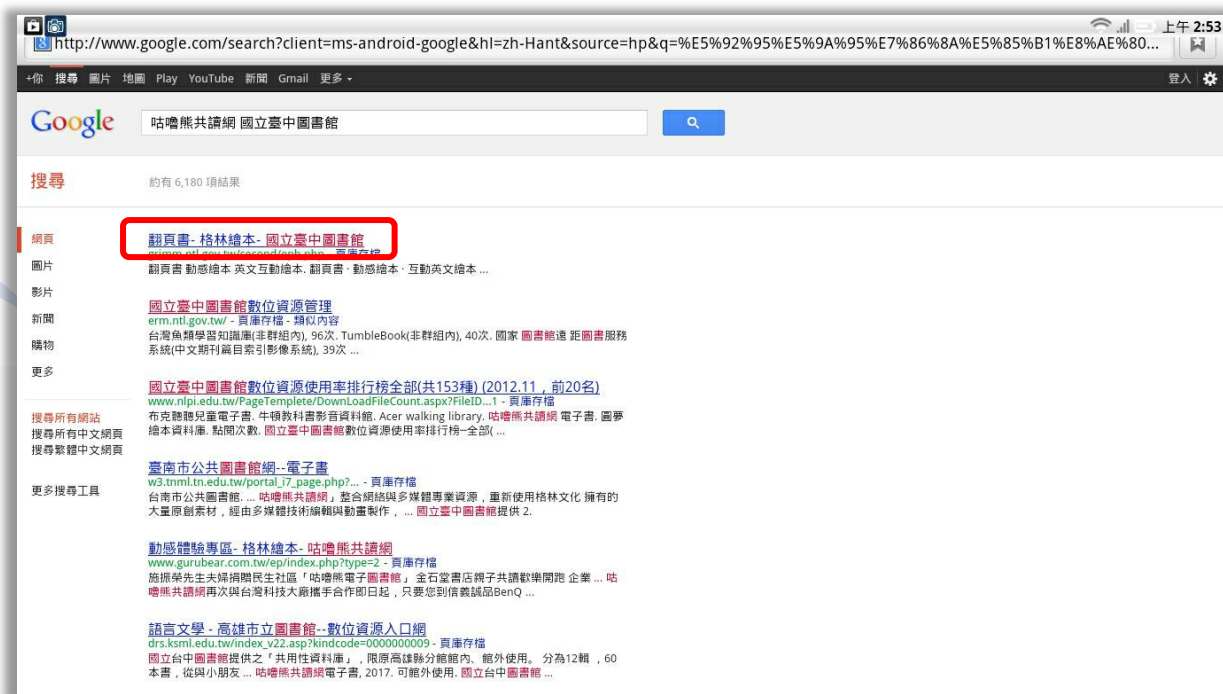 上午 2:53
http://www.google.com/search?client=ms-android-google&hl=zh-Hant&source=hp&q=%E5%92%95%E5%9A%95%E7%86%8A%E5%85%B1%E8%AE%80...
+你 搜尋 圖片 地圖 Play YouTube 新聞 Gmail 更多
登入
Google
咕嚕熊共讀網 國立臺中圖書館
搜尋
約有 6,180 項結果
網頁
圖片
影片
新聞
購物
更多
搜尋所有網站
搜尋所有中文網頁
搜尋繁體中文網頁
更多搜尋工具
翻頁書- 格林繪本- 國立臺中圖書館
grimm.ntl.gov.tw/second/epb.php - 頁庫存檔
翻頁書 動感繪本 英文互動繪本. 翻頁書 · 動感繪本 · 互動英文繪本 ...
國立臺中圖書館數位資源管理
erm.ntl.gov.tw/ - 頁庫存檔 - 類似內容
台灣魚類學習知識庫(非群組內), 96次. TumbleBook(非群組內), 40次. 國家 圖書館遠 距圖書服務
系統(中文期刊篇目索引影像系統), 39次 ...
國立臺中圖書館數位資源使用率排行榜全部(共153種) (2012.11，前20名)
www.nlpi.edu.tw/PageTemplete/DownLoadFileCount.aspx?FileID...1 - 頁庫存檔
布克聽聽兒童電子書. 牛頓教科書影音資料館. Acer walking library. 咕嚕熊共讀網 電子書. 圓夢
繪本資料庫. 點閱次數. 國立臺中圖書館數位資源使用率排行榜─全部( ...
臺南市公共圖書館網--電子書
w3.tnml.tn.edu.tw/portal_i7_page.php?... - 頁庫存檔
台南市公共圖書館. ... 咕嚕熊共讀網」整合網絡與多媒體專業資源，重新使用格林文化 擁有的
大量原創素材，經由多媒體技術編輯與動畫製作， ... 國立臺中圖書館提供 2.
動感體驗專區- 格林繪本- 咕嚕熊共讀網
www.gurubear.com.tw/ep/index.php?type=2 - 頁庫存檔
施振榮先生夫婦捐贈民生社區「咕嚕熊電子圖書館」 金石堂書店親子共讀歡樂開跑 企業 ... 咕
嚕熊共讀網再次與台灣科技大廠攜手合作即日起，只要您到信義誠品BenQ ...
語言文學 - 高雄市立圖書館--數位資源入口網
drs.ksml.edu.tw/index_v22.asp?kindcode=0000000009 - 頁庫存檔
國立台中圖書館提供之「共用性資料庫」，限原高雄縣分館館內、館外使用。 分為12輯 ，60
本書，從與小朋友 ... 咕嚕熊共讀網電子書, 2017. 可館外使用. 國立台中圖書館 ...